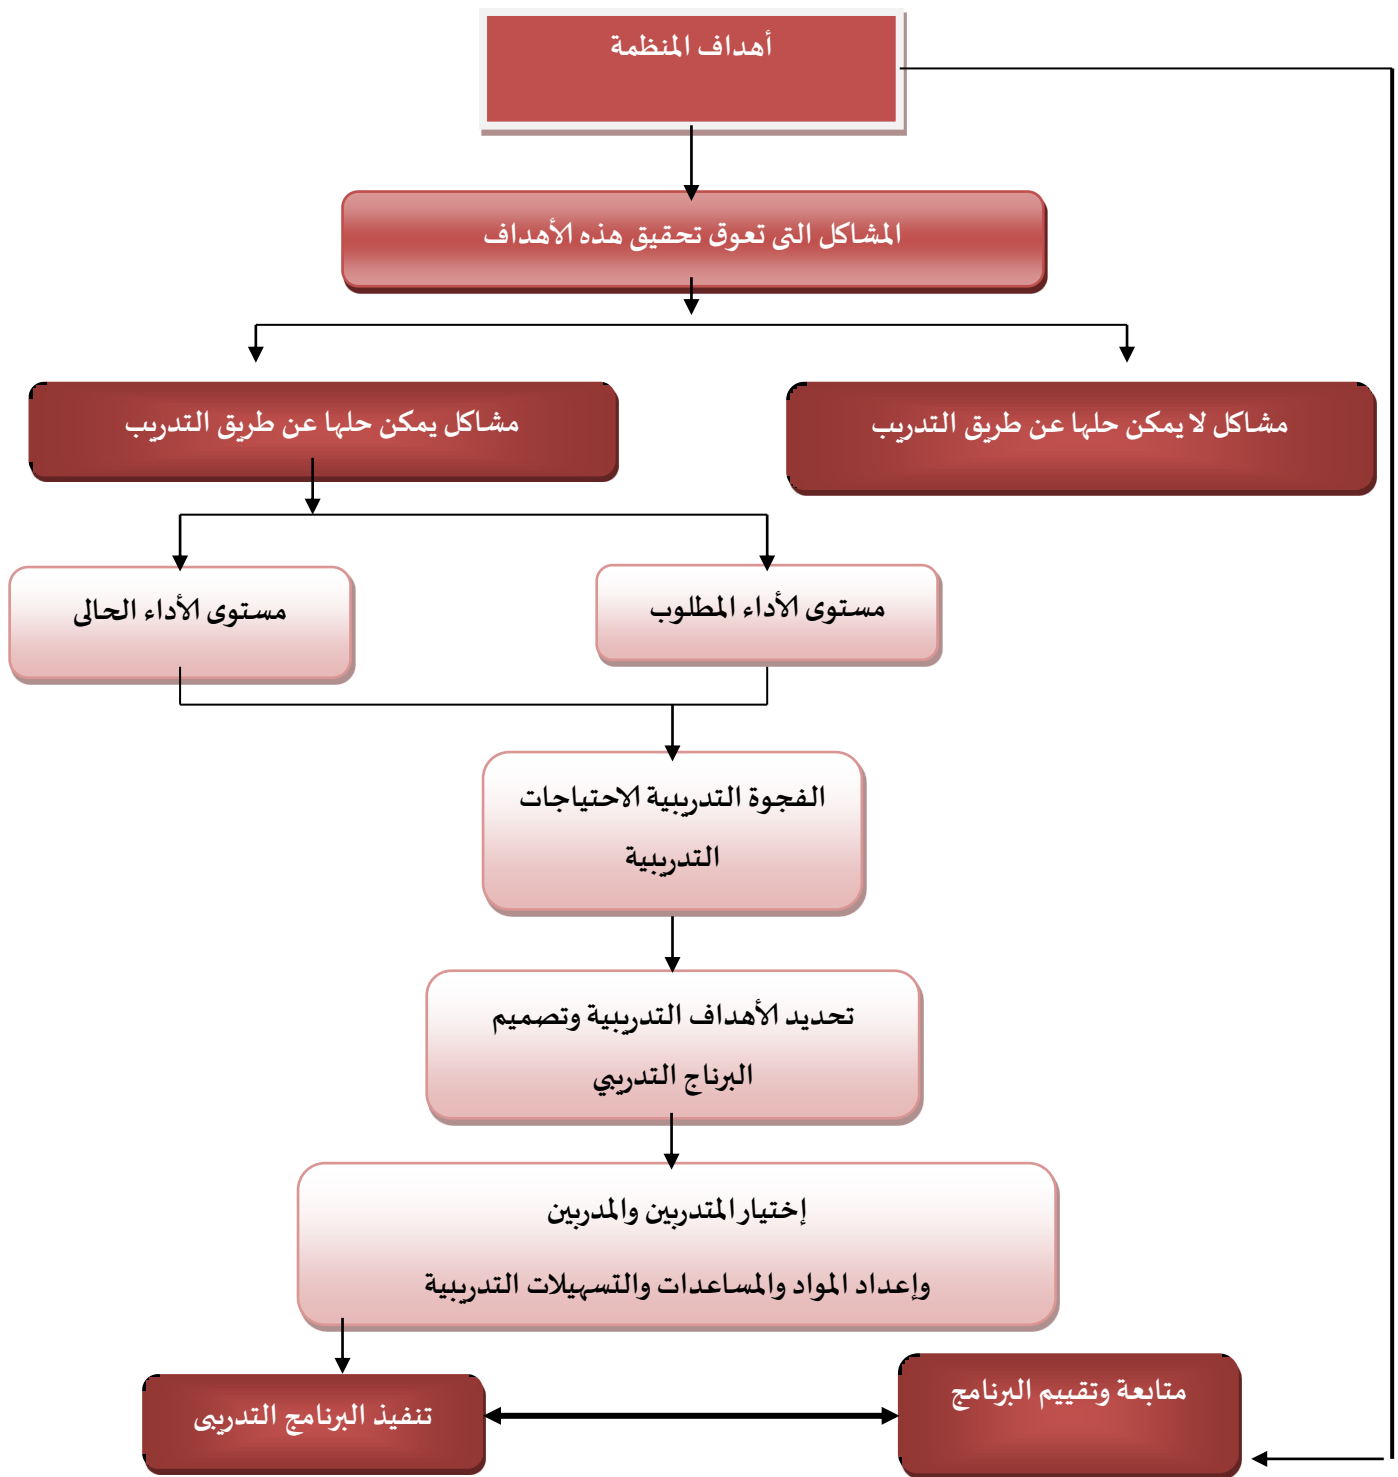 أهداف المنظمة
المشاكل التى تعوق تحقيق هذه الأهداف
مشاكل لا يمكن حلها عن طريق التدريب
مشاكل يمكن حلها عن طريق التدريب
مستوى الأداء المطلوب
مستوى الأداء الحالى
الفجوة التدريبية الاحتياجات
التدريبية
تحديد الأهداف التدريبية وتصميم
البرناج التدريبي
إختيار المتدربين والمدربين
وإعداد المواد والمساعدات والتسهيلات التدريبية
متابعة وتقييم البرنامج
تنفيذ البرنامج التدريبى